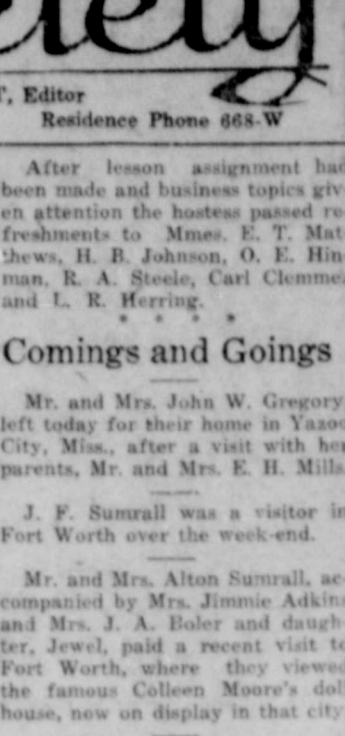 T, Editor
Residence Phone 668-W
After lesson assignment had
been made and business topics giv-
en attention the hostess passed re-
freshments to Mmes. E. T. Mat-
thews, H. B. Johnson, O. E. Hin-
man, R. A. Steele, Carl Clemme
and L. R. Herring.
* * * *
Comings and Goings
Mr. and Mrs. John W. Gregory
left today for their home in Yazoo
City, Miss., after a visit with her
parents, Mr. and Mrs. E. H. Mills.
J. F. Sumrall was a visitor in
Fort Worth over the week-end.
Mr. and Mrs. Alton Sumrall, ac-
companied by Mrs. Jimmie Adkins
and Mrs. J. A. Boler and daugh-
ter, Jewel, paid a recent visit to
Fort Worth, where they viewed
the famous Colleen Moore's doll
house, now on display in that city